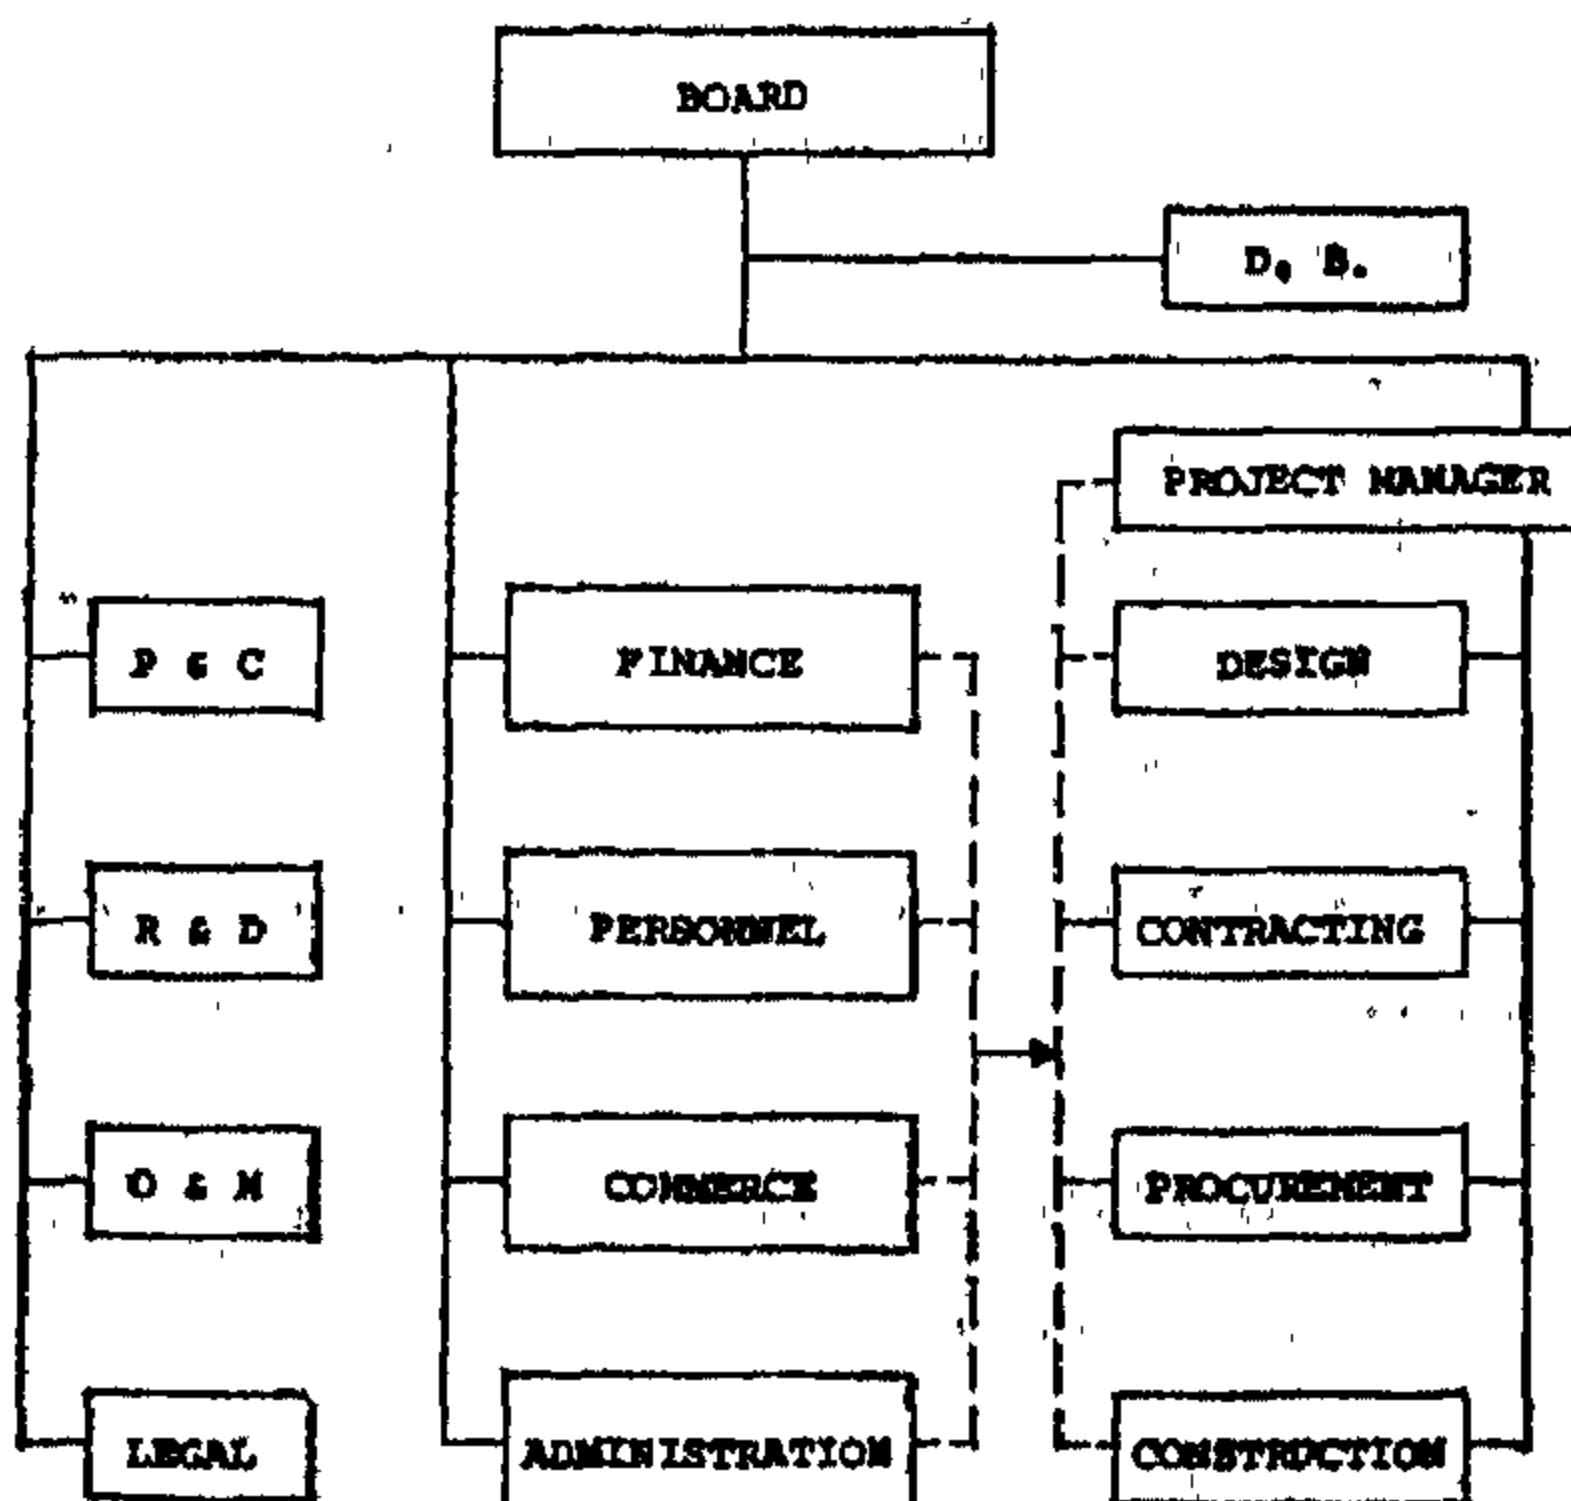 BOARD
D. B.
PROJECT MANAGER
P & C
FINANCE
DESIGN
R & D
PERSONNEL
CONTRACTING
O & M
COMMERCE
PROCUREMENT
LEGAL
ADMINISTRATION
CONSTRUCTION